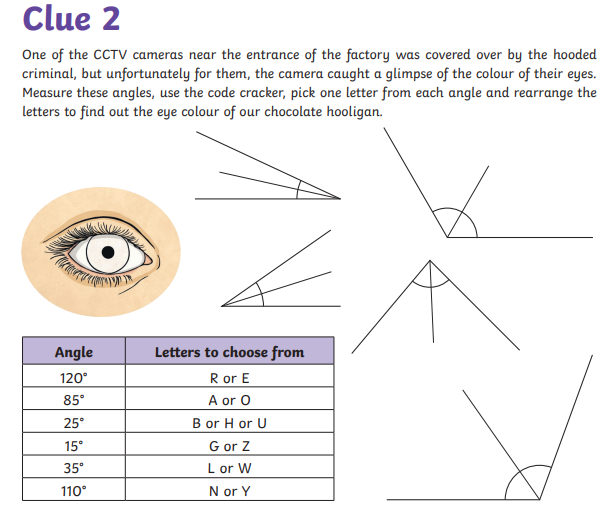 Clue 2
One of the CCTV cameras near the entrance of the factory was covered over by the hooded
criminal, but unfortunately for them, the camera caught a glimpse of the colour of their eyes.
Measure these angles, use the code cracker, pick one letter from each angle and rearrange the
letters to find out the eye colour of our chocolate hooligan.
Angle Letters to choose from
120° R or E
85° A or O
25° B or H or U
15° G or Z
35° L or W
110° N or Y